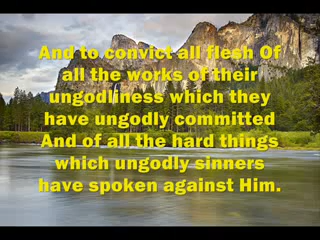 And to convict all flesh Of
all the works of their
ungodliness which they
have ungodly committed
And of all the hard things
which ungodly sinners
have spoken against Him.